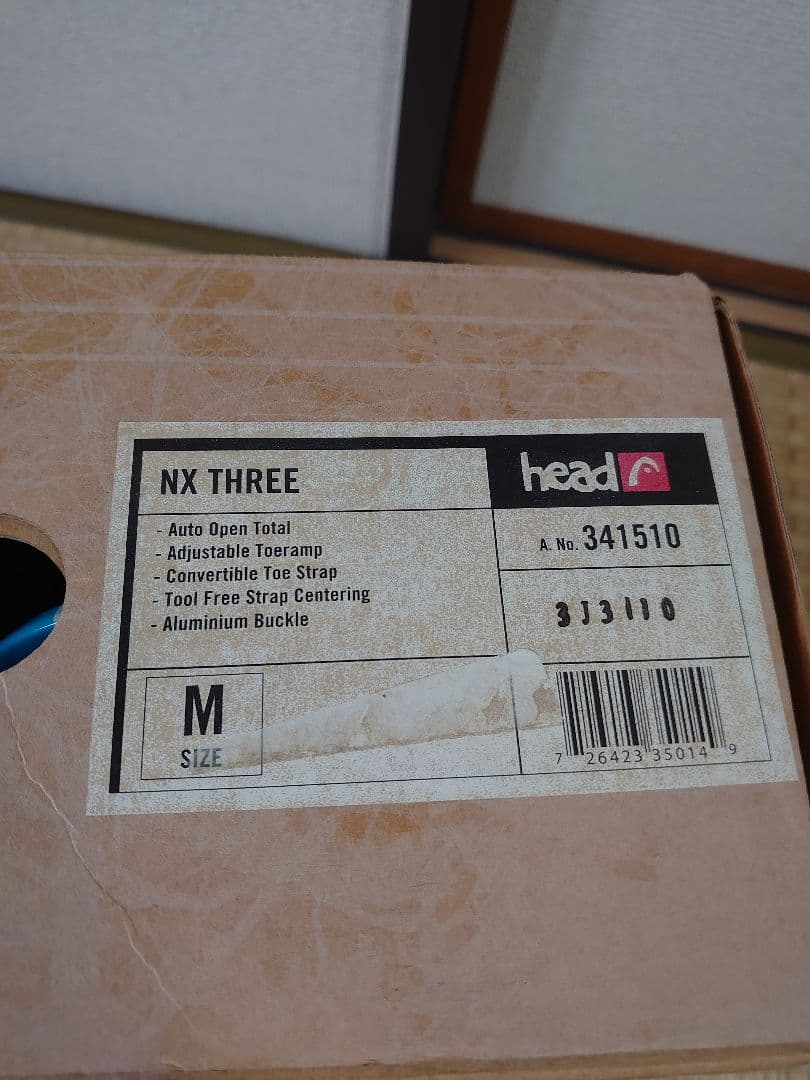 NX THREE
head
- Auto Open Total
- Adjustable Toeramp
- Convertible Toe Strap
- Tool Free Strap Centering
- Aluminium Buckle
A. No. 341510
3J3110
M
SIZE
7 26423 35014 9